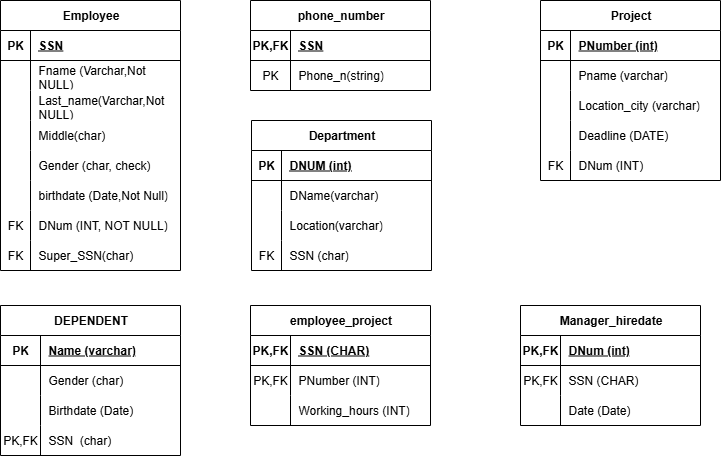 Employee
PK SSN
Fname (Varchar,Not
NULL)
Last_name(Varchar,Not
NULL)
Middle(char)
Gender (char, check)
birthdate (Date,Not Null)
FK DNum (INT, NOT NULL)
FK Super_SSN(char)
phone_number
PK,FK SSN
PK Phone_n(string)
Department
PK DNUM (int)
DName(varchar)
Location(varchar)
FK SSN (char)
Project
PK PNumber (int)
Pname (varchar)
Location_city (varchar)
Deadline (DATE)
FK DNum (INT)
DEPENDENT
PK Name (varchar)
Gender (char)
Birthdate (Date)
PK,FK SSN (char)
employee_project
PK,FK SSN (CHAR)
PK,FK PNumber (INT)
Working_hours (INT)
Manager_hiredate
PK,FK DNum (int)
PK,FK SSN (CHAR)
Date (Date)